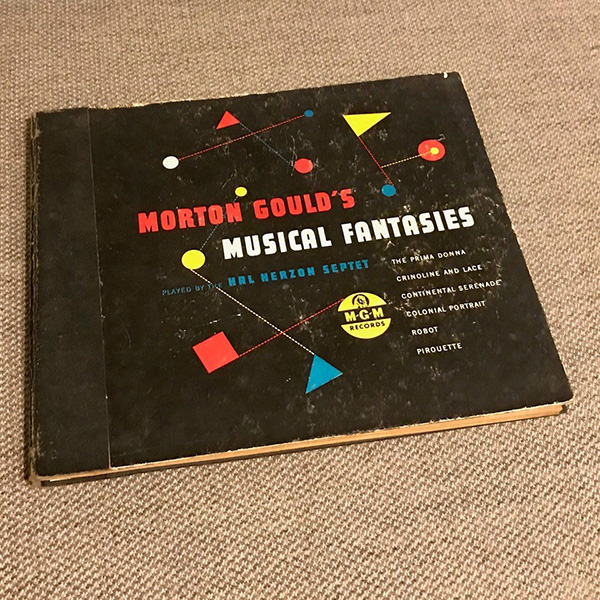 MORTON GOULD'S
MUSICAL FANTASIES
PLAYED BY THE HAL HERZON SEPTET
THE PRIMA DONNA
CRINOLINE AND LACE
CONTINENTAL SERENADE
COLONIAL PORTRAIT
ROBOT
PIROUETTE
M-G-M
RECORDS